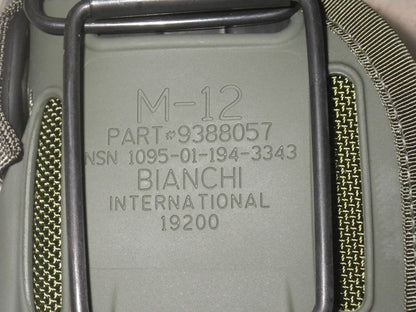 M-12
PART#9388057
NSN 1095-01-194-3343
BIANCHI
INTERNATIONAL
19200